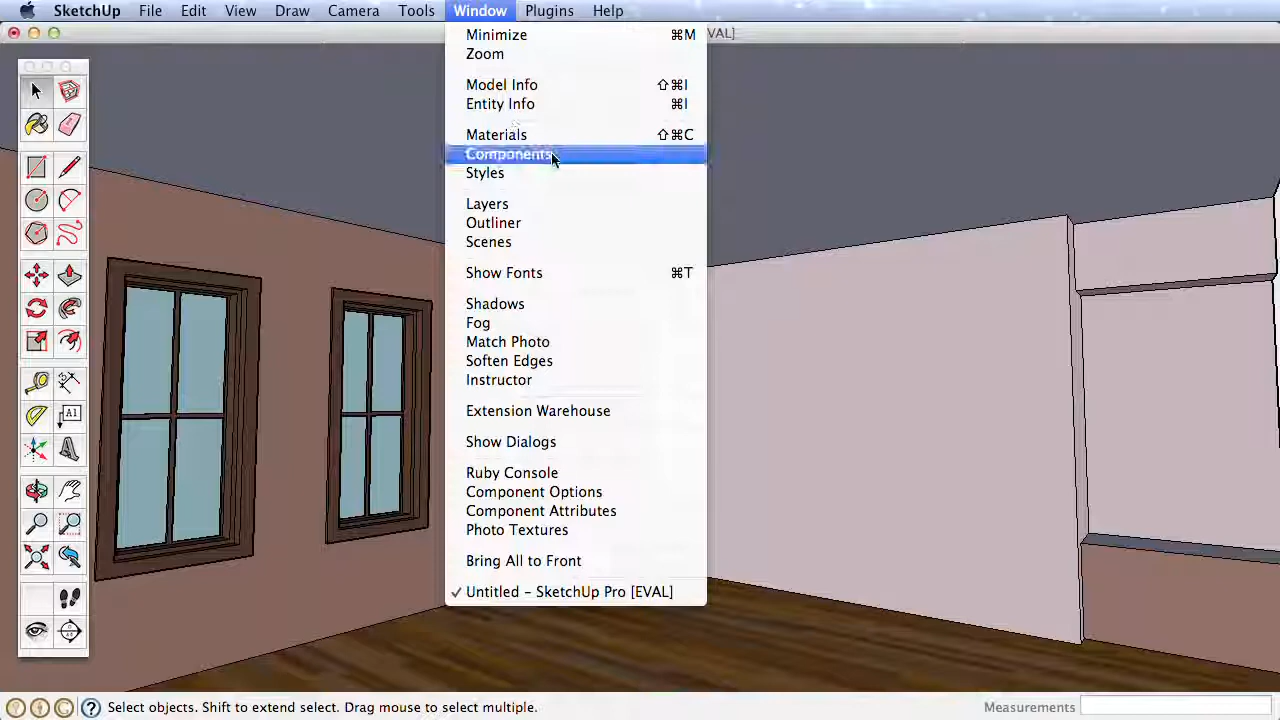 SketchUp File Edit View Draw Camera Tools Window Plugins Help
VAL]
Minimize ⌘M
Zoom
Model Info ⇧⌘I
Entity Info ⌘I
Materials ⇧⌘C
Components
Styles
Layers
Outliner
Scenes
Show Fonts ⌘T
Shadows
Fog
Match Photo
Soften Edges
Instructor
Extension Warehouse
Show Dialogs
Ruby Console
Component Options
Component Attributes
Photo Textures
Bring All to Front
✓ Untitled – SketchUp Pro [EVAL]
A1
Select objects. Shift to extend select. Drag mouse to select multiple. Measurements